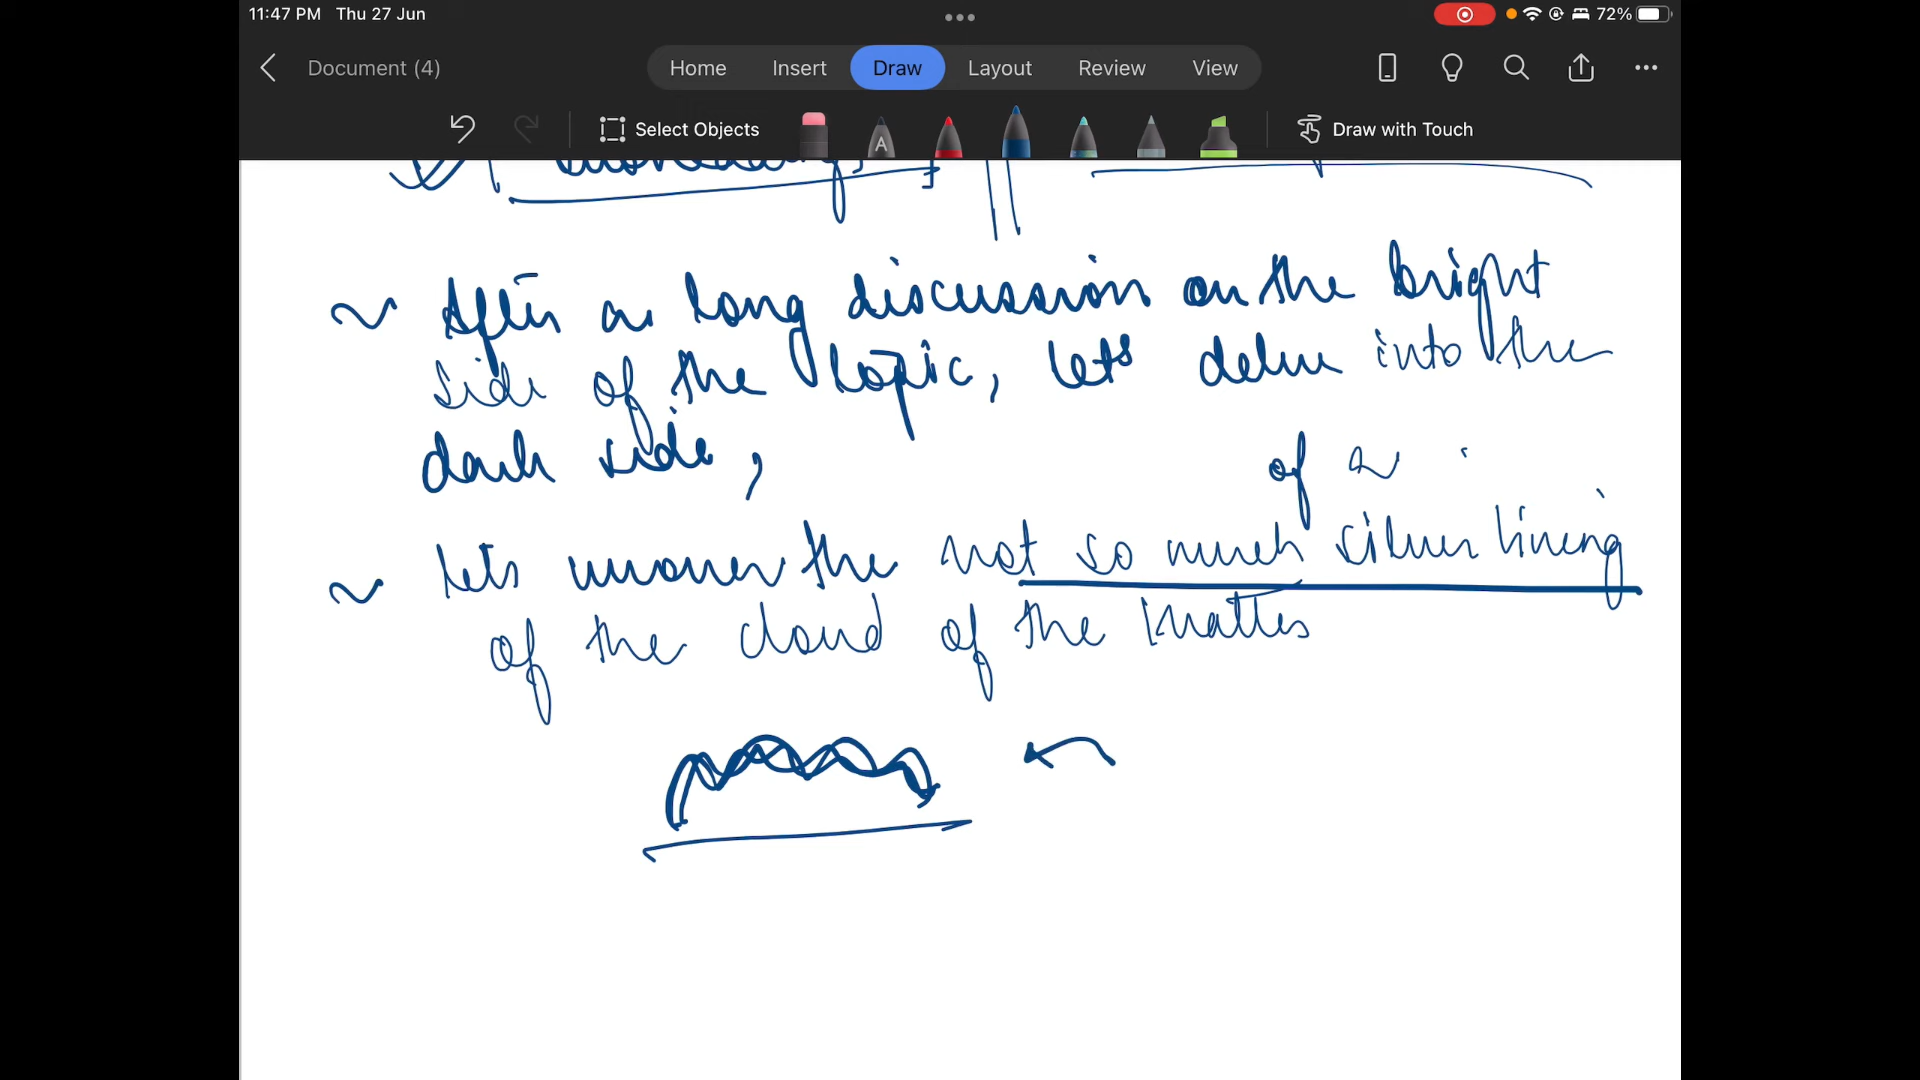 11:47 PM Thu 27 Jun 72%
Document (4) Home Insert Draw Layout Review View
Select Objects A Draw with Touch
~ After a long discussion on the bright
side of the topic, lets delve into the
dark side,
of a
~ lets uncover the not so much silver lining
of the cloud of the matter